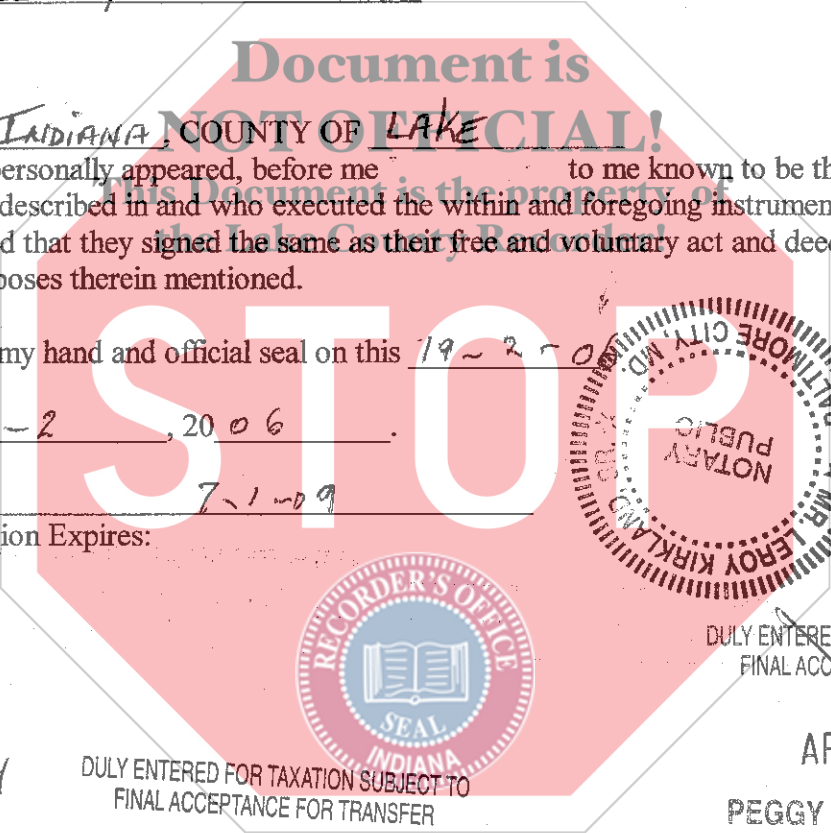 Document is
NOT OFFICIAL!
INDIANA, COUNTY OF LAKE
ersonally appeared, before me to me known to be th
This Document is the property of
described in and who executed the within and foregoing instrumen
the Lake County Recorder!
d that they signed the same as their free and voluntary act and deed
poses therein mentioned.
STOP
my hand and official seal on this 19-2-06
-2, 2006.
7-1-09
ion Expires:
MR. LEROY KIRKLAND
NOTARY
PUBLIC
BALTIMORE CITY, MD.
RECORDER'S OFFICE
SEAL
INDIANA
DULY ENTERE
FINAL ACC
DULY ENTERED FOR TAXATION SUBJECT TO
FINAL ACCEPTANCE FOR TRANSFER
AP
PEGGY